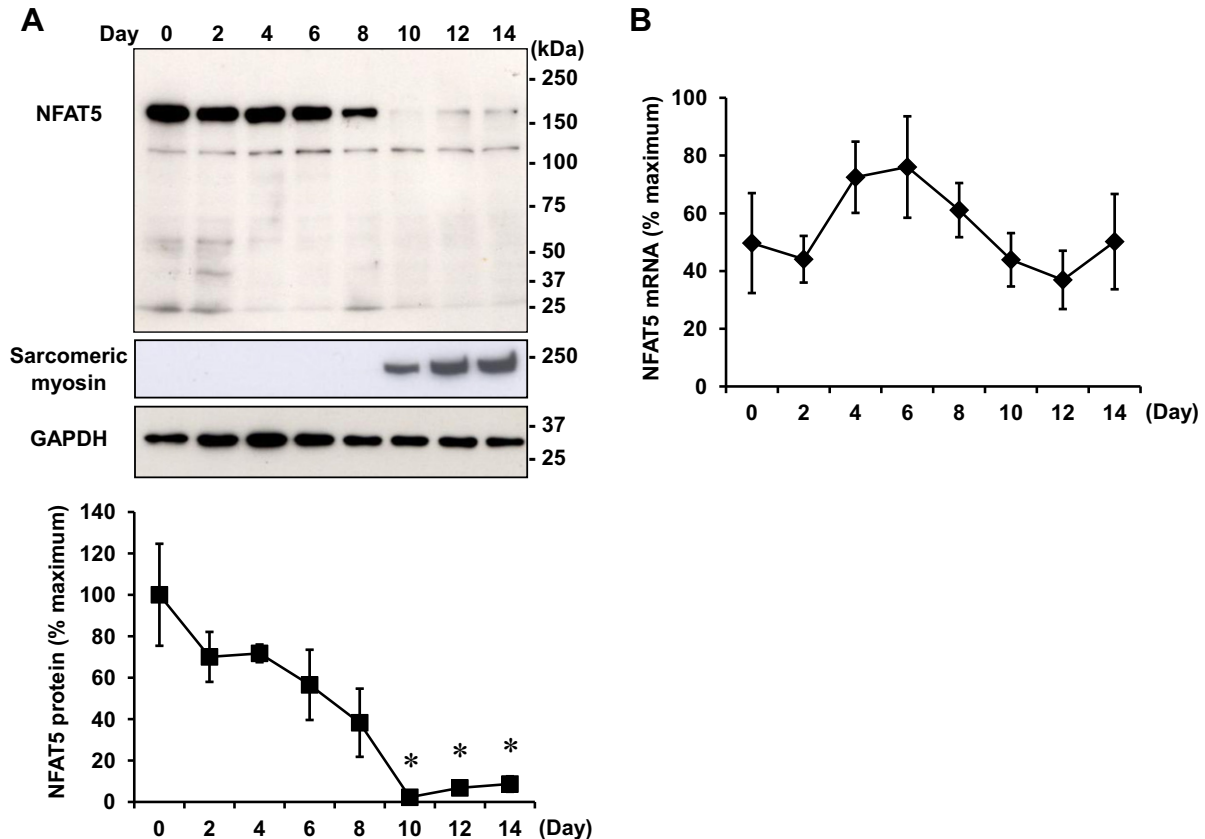 A
Day 0 2 4 6 8 10 12 14
(kDa)
NFAT5
- 250
- 150
- 100
- 75
- 50
- 37
- 25
Sarcomeric
myosin
- 250
GAPDH
- 37
- 25
NFAT5 protein (% maximum)
140
120
100
80
60
40
20
0
* * *
0 2 4 6 8 10 12 14 (Day)
B
NFAT5 mRNA (% maximum)
100
80
60
40
20
0
0 2 4 6 8 10 12 14 (Day)